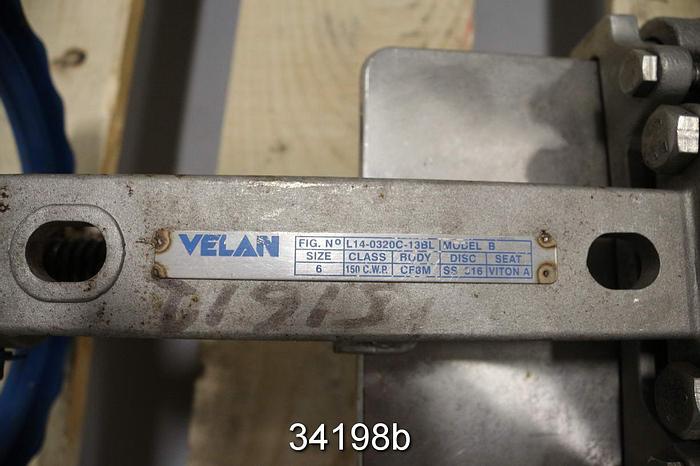 VELAN
FIG. Nº L14-0320C-13BL MODEL B
SIZE CLASS BODY DISC SEAT
6 150 C.W.P. CF8M SS 316 VITON A
34198b